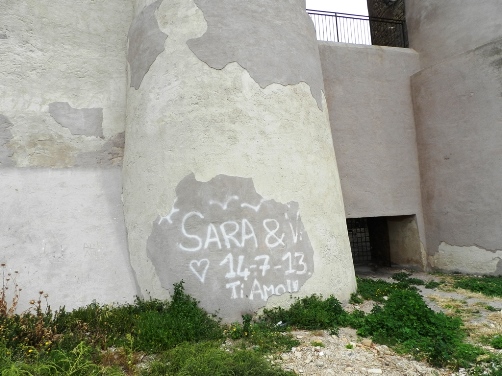 SARA & V.
♡ 14-7-13.
Ti AMO!!